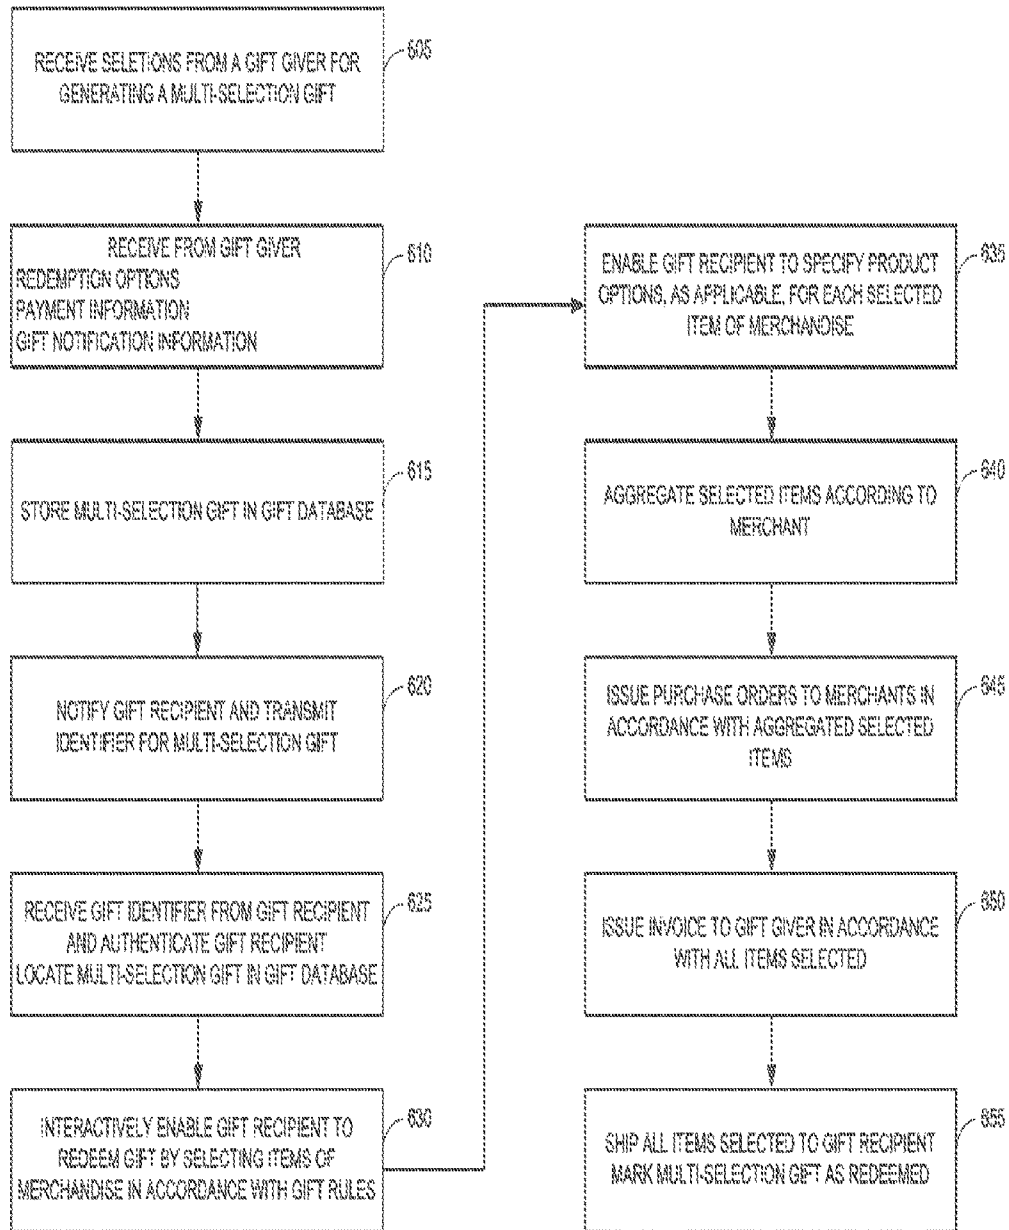 RECEIVE SELETIONS FROM A GIFT GIVER FOR
GENERATING A MULTI-SELECTION GIFT
605
RECEIVE FROM GIFT GIVER
REDEMPTION OPTIONS
PAYMENT INFORMATION
GIFT NOTIFICATION INFORMATION
610
STORE MULTI-SELECTION GIFT IN GIFT DATABASE
615
NOTIFY GIFT RECIPIENT AND TRANSMIT
IDENTIFIER FOR MULTI-SELECTION GIFT
620
RECEIVE GIFT IDENTIFIER FROM GIFT RECIPIENT
AND AUTHENTICATE GIFT RECIPIENT
LOCATE MULTI-SELECTION GIFT IN GIFT DATABASE
625
INTERACTIVELY ENABLE GIFT RECIPIENT TO
REDEEM GIFT BY SELECTING ITEMS OF
MERCHANDISE IN ACCORDANCE WITH GIFT RULES
630
ENABLE GIFT RECIPIENT TO SPECIFY PRODUCT
OPTIONS, AS APPLICABLE, FOR EACH SELECTED
ITEM OF MERCHANDISE
635
AGGREGATE SELECTED ITEMS ACCORDING TO
MERCHANT
640
ISSUE PURCHASE ORDERS TO MERCHANTS IN
ACCORDANCE WITH AGGREGATED SELECTED
ITEMS
645
ISSUE INVOICE TO GIFT GIVER IN ACCORDANCE
WITH ALL ITEMS SELECTED
650
SHIP ALL ITEMS SELECTED TO GIFT RECIPIENT
MARK MULTI-SELECTION GIFT AS REDEEMED
655